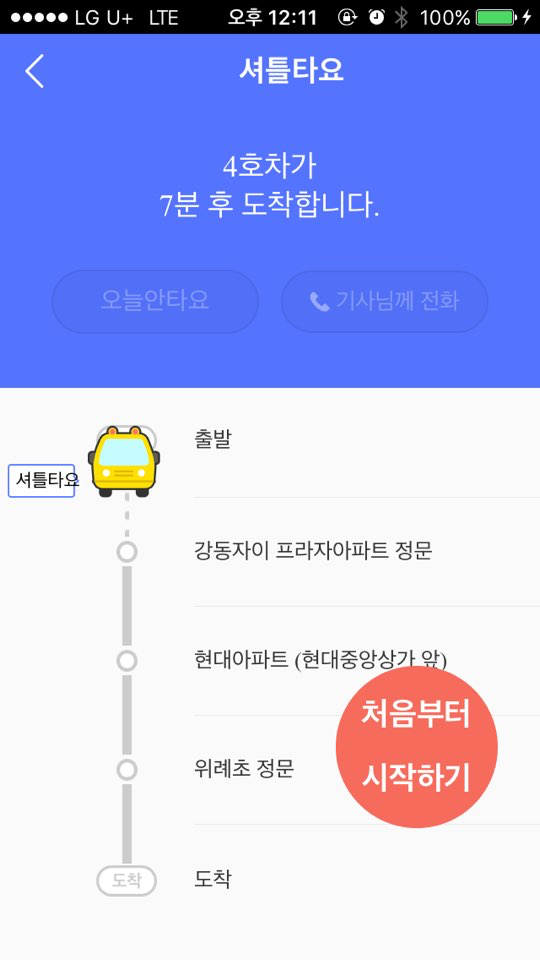 LG U+ LTE 오후 12:11 100%
셔틀타요
4호차가
7분 후 도착합니다.
오늘안타요
기사님께 전화
출발
셔틀타요
강동자이 프라자아파트 정문
현대아파트 (현대중앙상가 앞)
처음부터
시작하기
위례초 정문
도착
도착